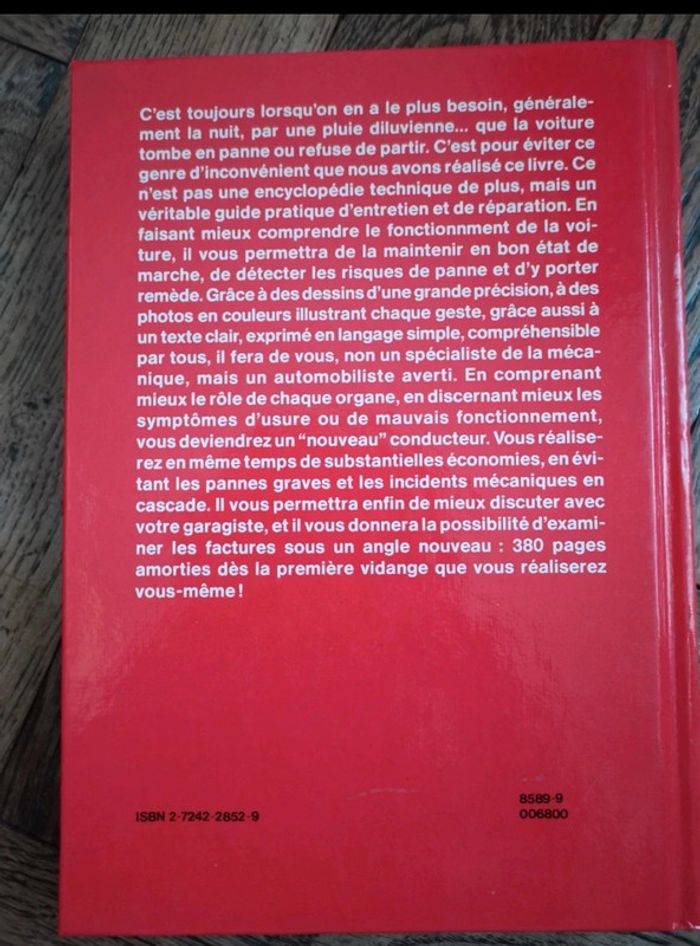 C'est toujours lorsqu'on en a le plus besoin, générale-
ment la nuit, par une pluie diluvienne... que la voiture
tombe en panne ou refuse de partir. C'est pour éviter ce
genre d'inconvénient que nous avons réalisé ce livre. Ce
n'est pas une encyclopédie technique de plus, mais un
véritable guide pratique d'entretien et de réparation. En
faisant mieux comprendre le fonctionnment de la voi-
ture, il vous permettra de la maintenir en bon état de
marche, de détecter les risques de panne et d'y porter
remède. Grâce à des dessins d'une grande précision, à des
photos en couleurs illustrant chaque geste, grâce aussi à
un texte clair, exprimé en langage simple, compréhensible
par tous, il fera de vous, non un spécialiste de la méca-
nique, mais un automobiliste averti. En comprenant
mieux le rôle de chaque organe, en discernant mieux les
symptômes d'usure ou de mauvais fonctionnement,
vous deviendrez un "nouveau" conducteur. Vous réalise-
rez en même temps de substantielles économies, en évi-
tant les pannes graves et les incidents mécaniques en
cascade. Il vous permettra enfin de mieux discuter avec
votre garagiste, et il vous donnera la possibilité d'exami-
ner les factures sous un angle nouveau : 380 pages
amorties dès la première vidange que vous réaliserez
vous-même !
8589-9
ISBN 2-7242-2852-9 006800